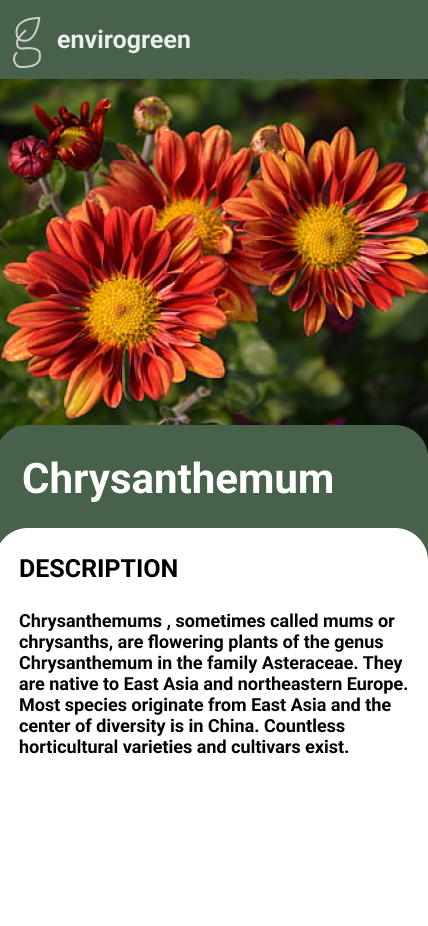 envirogreen
Chrysanthemum
DESCRIPTION
Chrysanthemums , sometimes called mums or
chrysanths, are flowering plants of the genus
Chrysanthemum in the family Asteraceae. They
are native to East Asia and northeastern Europe.
Most species originate from East Asia and the
center of diversity is in China. Countless
horticultural varieties and cultivars exist.